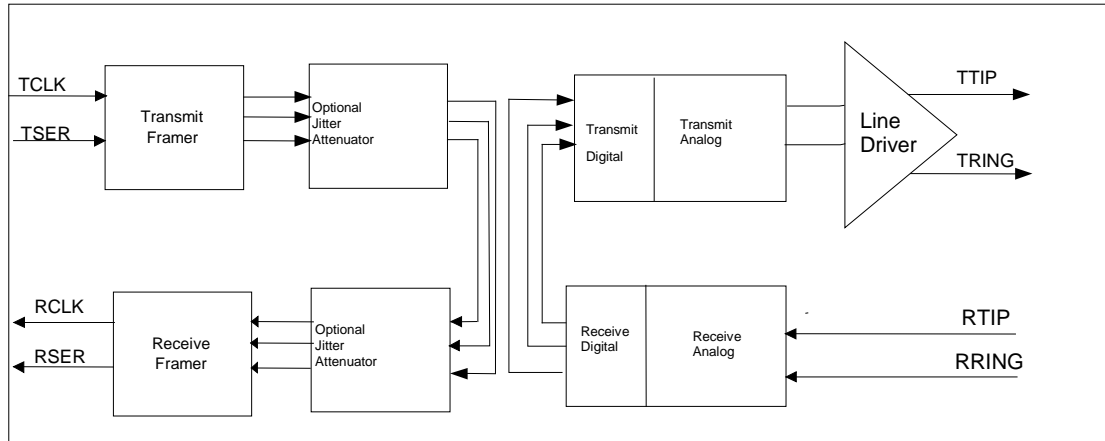 TCLK
TSER
Transmit
Framer
Optional
Jitter
Attenuator
Transmit
Digital
Transmit
Analog
Line
Driver
TTIP
TRING
RCLK
RSER
Receive
Framer
Optional
Jitter
Attenuator
Receive
Digital
Receive
Analog
RTIP
RRING